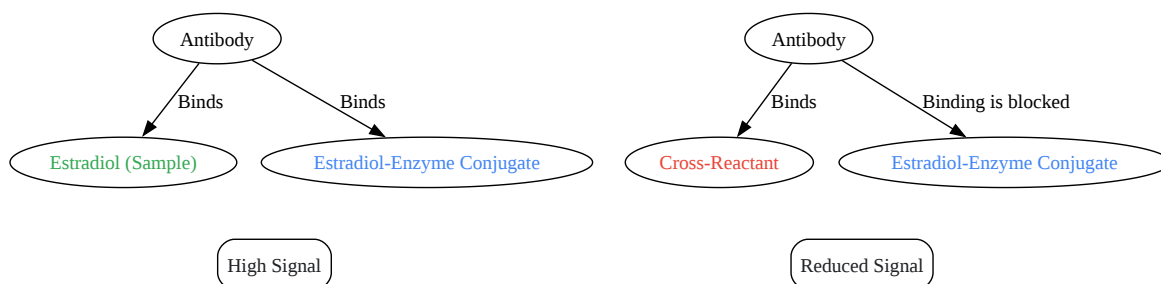 Antibody
Binds
Binds
Estradiol (Sample)
Estradiol-Enzyme Conjugate
High Signal
Antibody
Binds
Binding is blocked
Cross-Reactant
Estradiol-Enzyme Conjugate
Reduced Signal